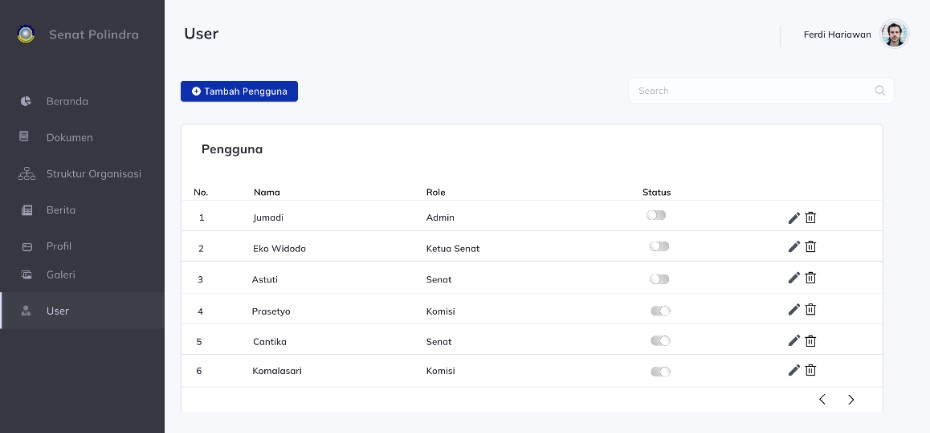 Senat Polindra
User
Ferdi Hariawan
Beranda
Dokumen
Struktur Organisasi
Berita
Profil
Galeri
User
Tambah Pengguna
Search
Pengguna
No. Nama Role Status
1 Jumadi Admin
2 Eko Widodo Ketua Senat
3 Astuti Senat
4 Prasetyo Komisi
5 Cantika Senat
6 Komalasari Komisi